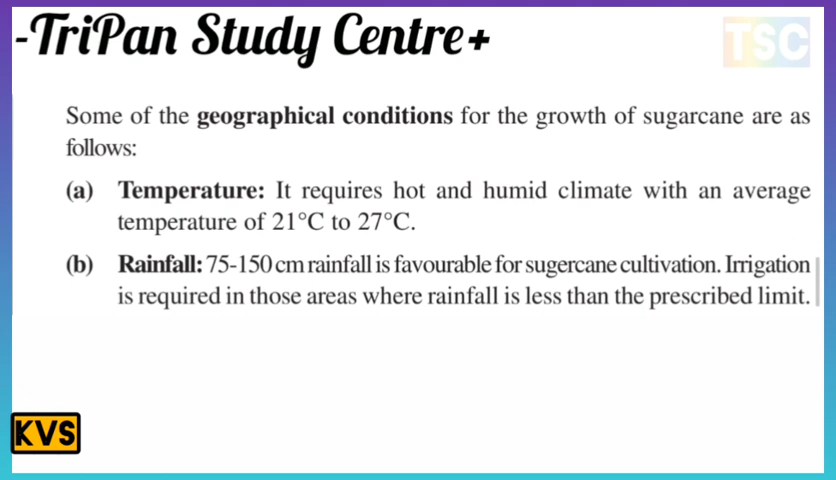 -TriPan Study Centre+
TSC
Some of the geographical conditions for the growth of sugarcane are as
follows:
(a) Temperature: It requires hot and humid climate with an average
temperature of 21°C to 27°C.
(b) Rainfall: 75-150 cm rainfall is favourable for sugercane cultivation. Irrigation
is required in those areas where rainfall is less than the prescribed limit.
KVS